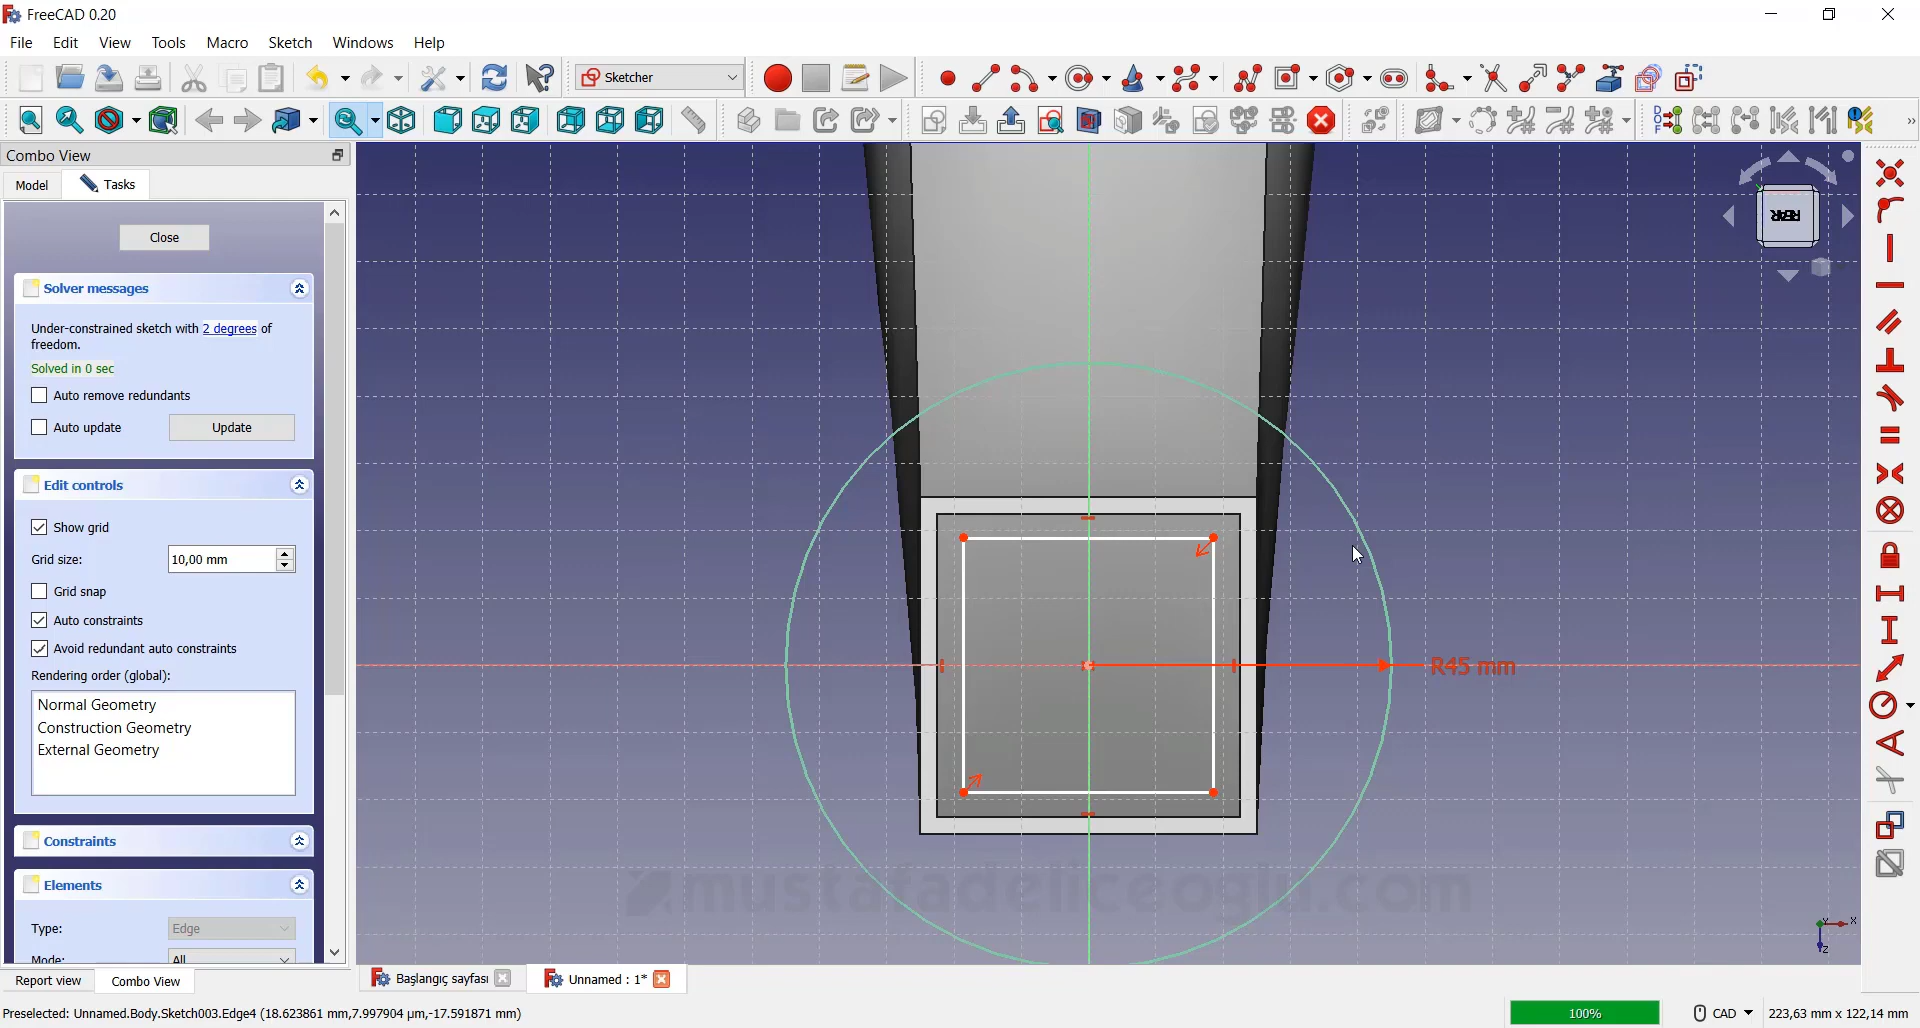 FreeCAD 0.20
File Edit View Tools Macro Sketch Windows Help
Sketcher
Combo View
Model Tasks
Close
Solver messages
Under-constrained sketch with 2 degrees of
freedom.
Solved in 0 sec
Auto remove redundants
Auto update Update
Edit controls
Show grid
Grid size: 10,00 mm
Grid snap
Auto constraints
Avoid redundant auto constraints
Rendering order (global):
Normal Geometry
Construction Geometry
External Geometry
Constraints
Elements
Type: Edge
Mode: All
REAR
R45 mm
mustafadeliceoglu.com
X
Y
Z
Report view Combo View
Başlangıç sayfası Unnamed : 1*
Preselected: Unnamed.Body.Sketch003.Edge4 (18.623861 mm,7.997904 µm,-17.591871 mm)
100% CAD 223,63 mm x 122,14 mm